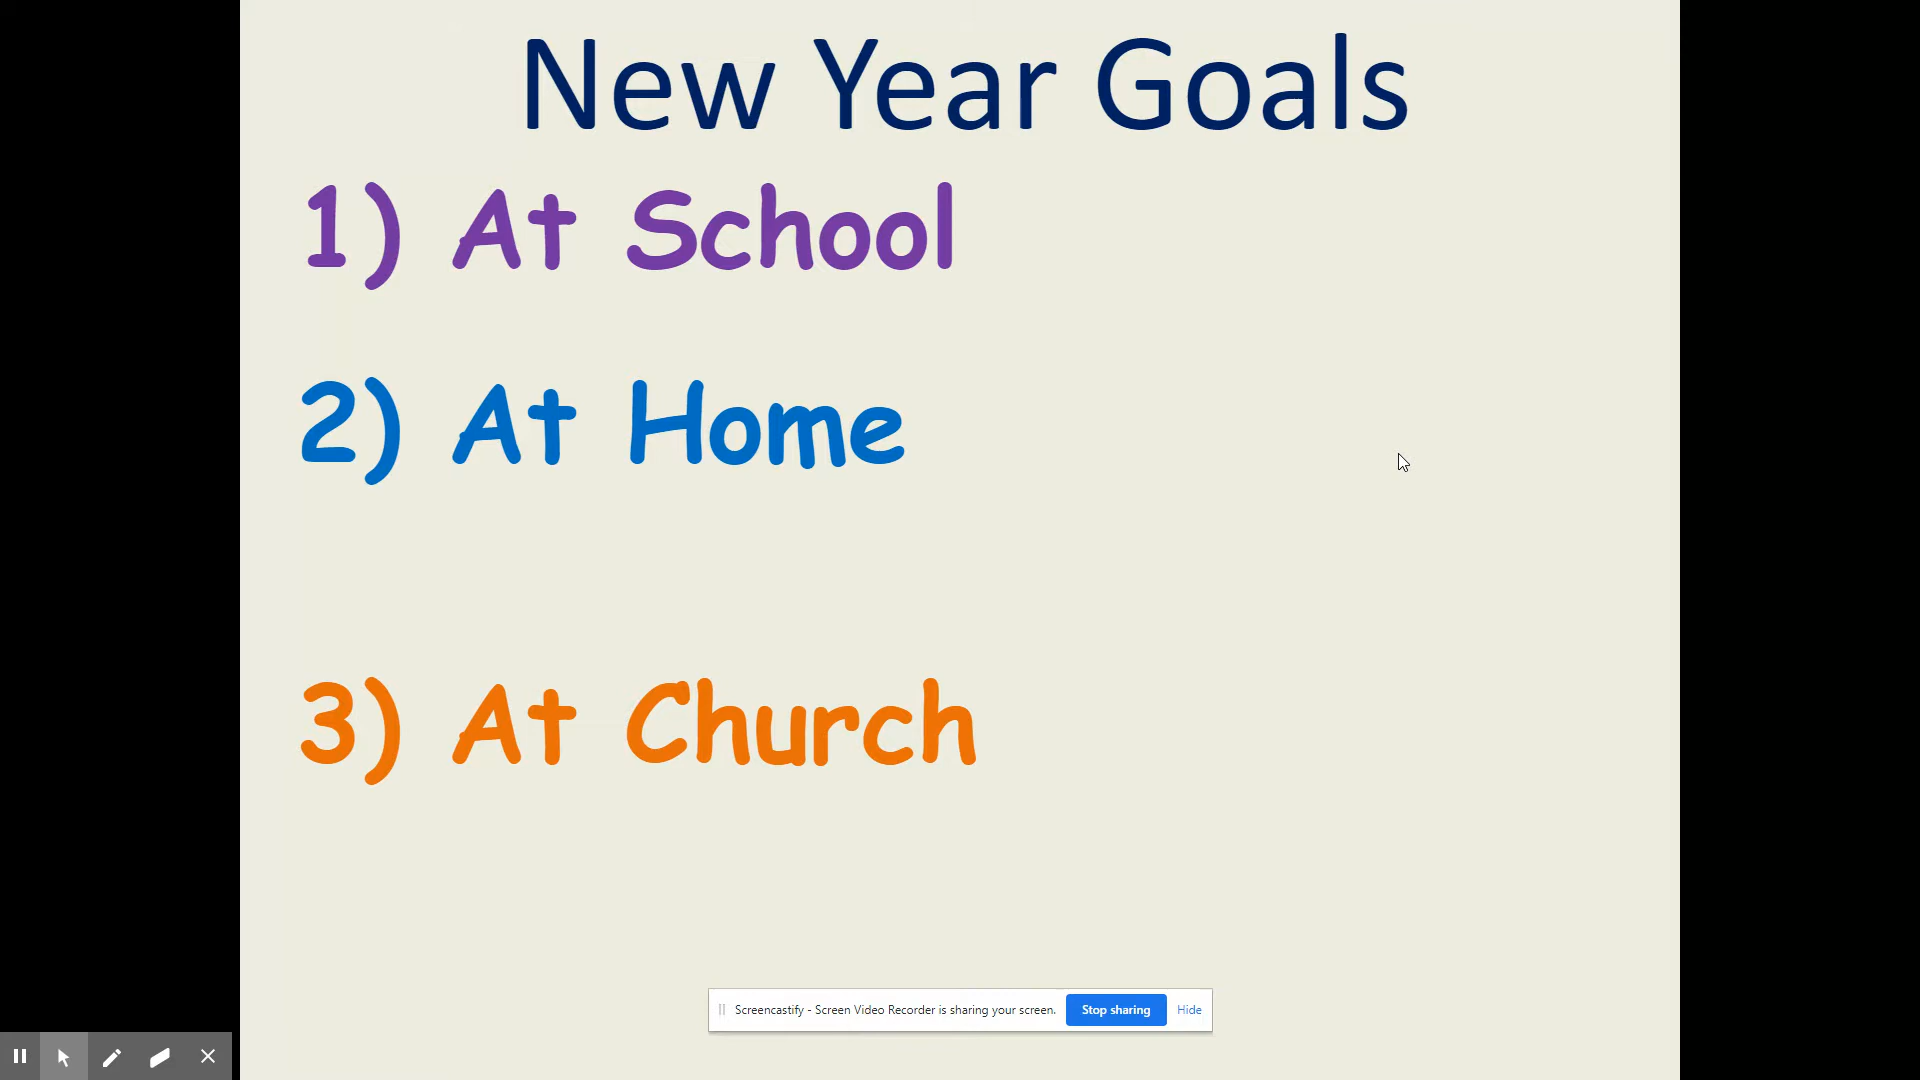 New Year Goals
1) At School
2) At Home
3) At Church
Screencastify - Screen Video Recorder is sharing your screen. Stop sharing Hide